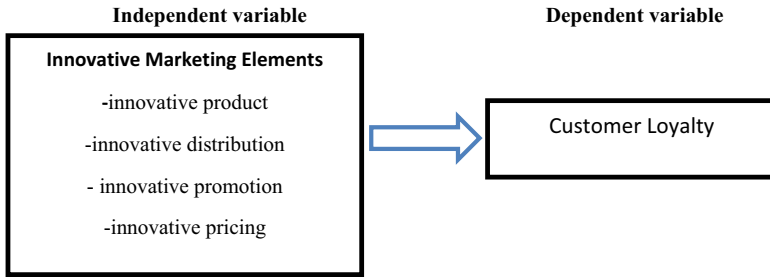 Independent variable
Dependent variable
Innovative Marketing Elements
-innovative product
-innovative distribution
- innovative promotion
-innovative pricing
Customer Loyalty